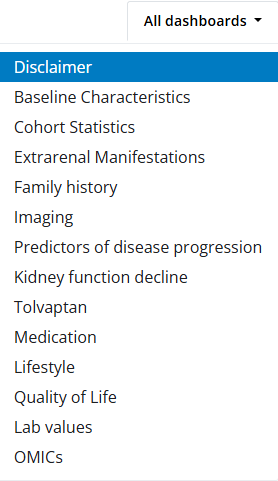 All dashboards
Disclaimer
Baseline Characteristics
Cohort Statistics
Extrarenal Manifestations
Family history
Imaging
Predictors of disease progression
Kidney function decline
Tolvaptan
Medication
Lifestyle
Quality of Life
Lab values
OMICs